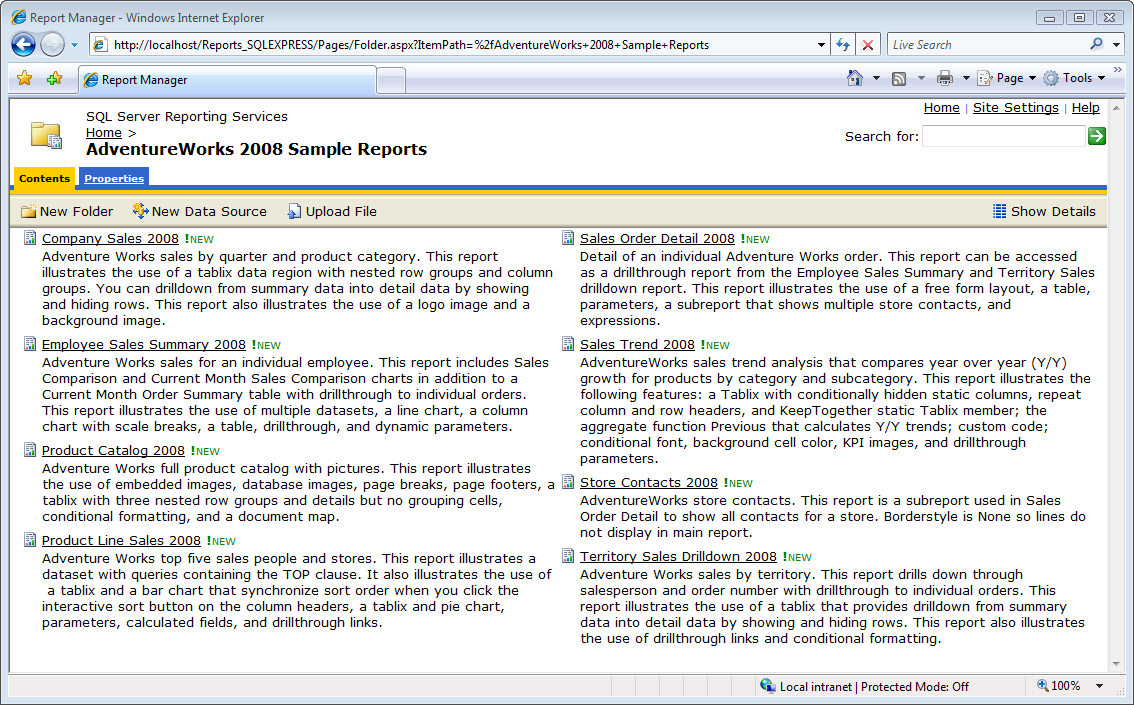 Report Manager - Windows Internet Explorer
http://localhost/Reports_SQLEXPRESS/Pages/Folder.aspx?ItemPath=%2fAdventureWorks+2008+Sample+Reports
Live Search
Report Manager
Page
Tools
SQL Server Reporting Services
Home >
AdventureWorks 2008 Sample Reports
Home | Site Settings | Help
Search for:
Contents
Properties
New Folder
New Data Source
Upload File
Show Details
Company Sales 2008 !NEW
Adventure Works sales by quarter and product category. This report
illustrates the use of a tablix data region with nested row groups and column
groups. You can drilldown from summary data into detail data by showing
and hiding rows. This report also illustrates the use of a logo image and a
background image.
Employee Sales Summary 2008 !NEW
Adventure Works sales for an individual employee. This report includes Sales
Comparison and Current Month Sales Comparison charts in addition to a
Current Month Order Summary table with drillthrough to individual orders.
This report illustrates the use of multiple datasets, a line chart, a column
chart with scale breaks, a table, drillthrough, and dynamic parameters.
Product Catalog 2008 !NEW
Adventure Works full product catalog with pictures. This report illustrates
the use of embedded images, database images, page breaks, page footers, a
tablix with three nested row groups and details but no grouping cells,
conditional formatting, and a document map.
Product Line Sales 2008 !NEW
Adventure Works top five sales people and stores. This report illustrates a
dataset with queries containing the TOP clause. It also illustrates the use of
a tablix and a bar chart that synchronize sort order when you click the
interactive sort button on the column headers, a tablix and pie chart,
parameters, calculated fields, and drillthrough links.
Sales Order Detail 2008 !NEW
Detail of an individual Adventure Works order. This report can be accessed
as a drillthrough report from the Employee Sales Summary and Territory Sales
drilldown report. This report illustrates the use of a free form layout, a table,
parameters, a subreport that shows multiple store contacts, and
expressions.
Sales Trend 2008 !NEW
AdventureWorks sales trend analysis that compares year over year (Y/Y)
growth for products by category and subcategory. This report illustrates the
following features: a Tablix with conditionally hidden static columns, repeat
column and row headers, and KeepTogether static Tablix member; the
aggregate function Previous that calculates Y/Y trends; custom code;
conditional font, background cell color, KPI images, and drillthrough
parameters.
Store Contacts 2008 !NEW
AdventureWorks store contacts. This report is a subreport used in Sales
Order Detail to show all contacts for a store. Borderstyle is None so lines do
not display in main report.
Territory Sales Drilldown 2008 !NEW
Adventure Works sales by territory. This report drills down through
salesperson and order number with drillthrough to individual orders. This
report illustrates the use of a tablix that provides drilldown from summary
data into detail data by showing and hiding rows. This report also illustrates
the use of drillthrough links and conditional formatting.
Local intranet | Protected Mode: Off
100%